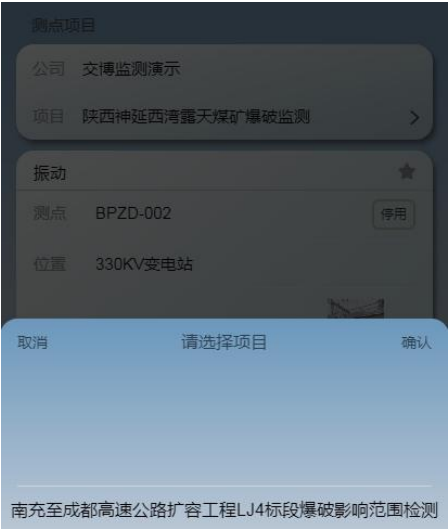 测点项目
公司 交博监测演示
项目 陕西神延西湾露天煤矿爆破监测
振动
测点 BPZD-002 停用
位置 330KV变电站
取消 请选择项目 确认
南充至成都高速公路扩容工程LJ4标段爆破影响范围检测